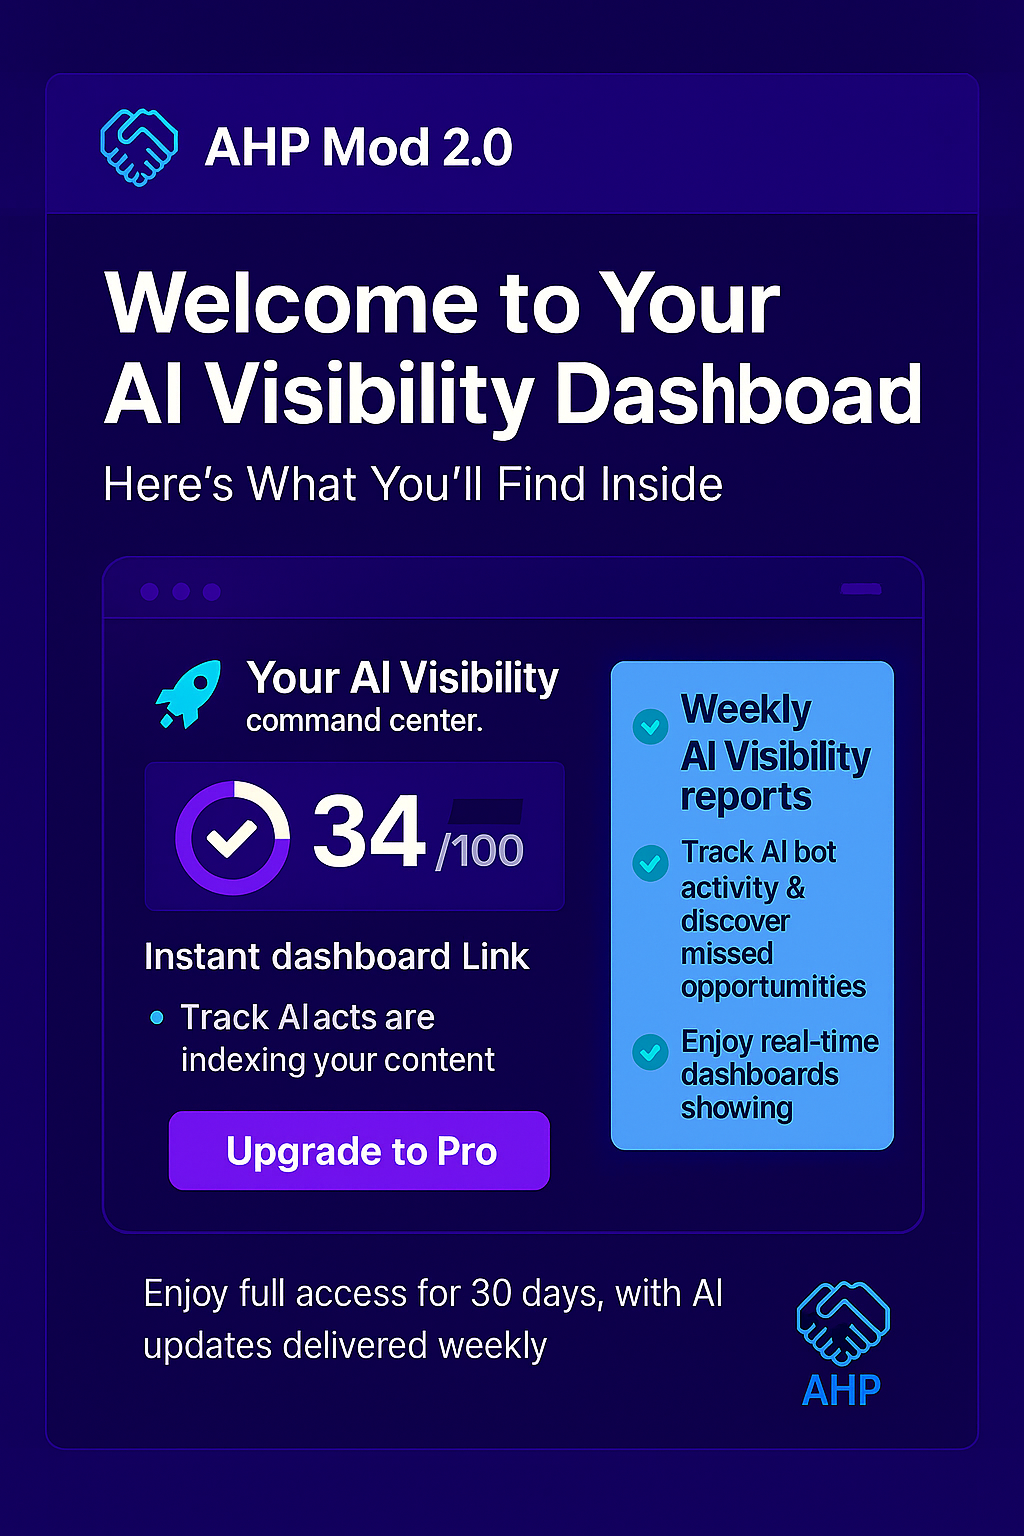 AHP Mod 2.0
Welcome to Your
AI Visibility Dashboad
Here’s What You’ll Find Inside
Your AI Visibility
command center.
34 /100
Instant dashboard Link
• Track AI acts are
indexing your content
Upgrade to Pro
Weekly
AI Visibility
reports
Track AI bot
activity &
discover
missed
opportunities
Enjoy real-time
dashboards
showing
Enjoy full access for 30 days, with AI
updates delivered weekly
AHP